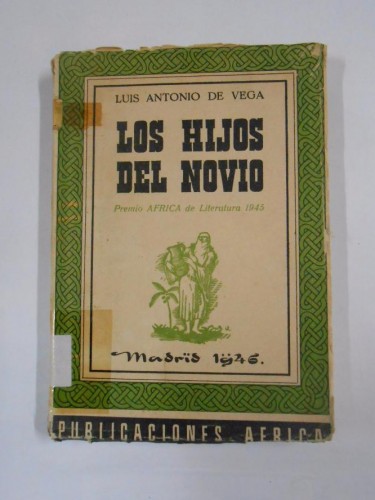 LUIS ANTONIO DE VEGA
LOS HIJOS
DEL NOVIO
Premio AFRICA de Literatura 1945
Madrid 1946.
PUBLICACIONES AFRICA